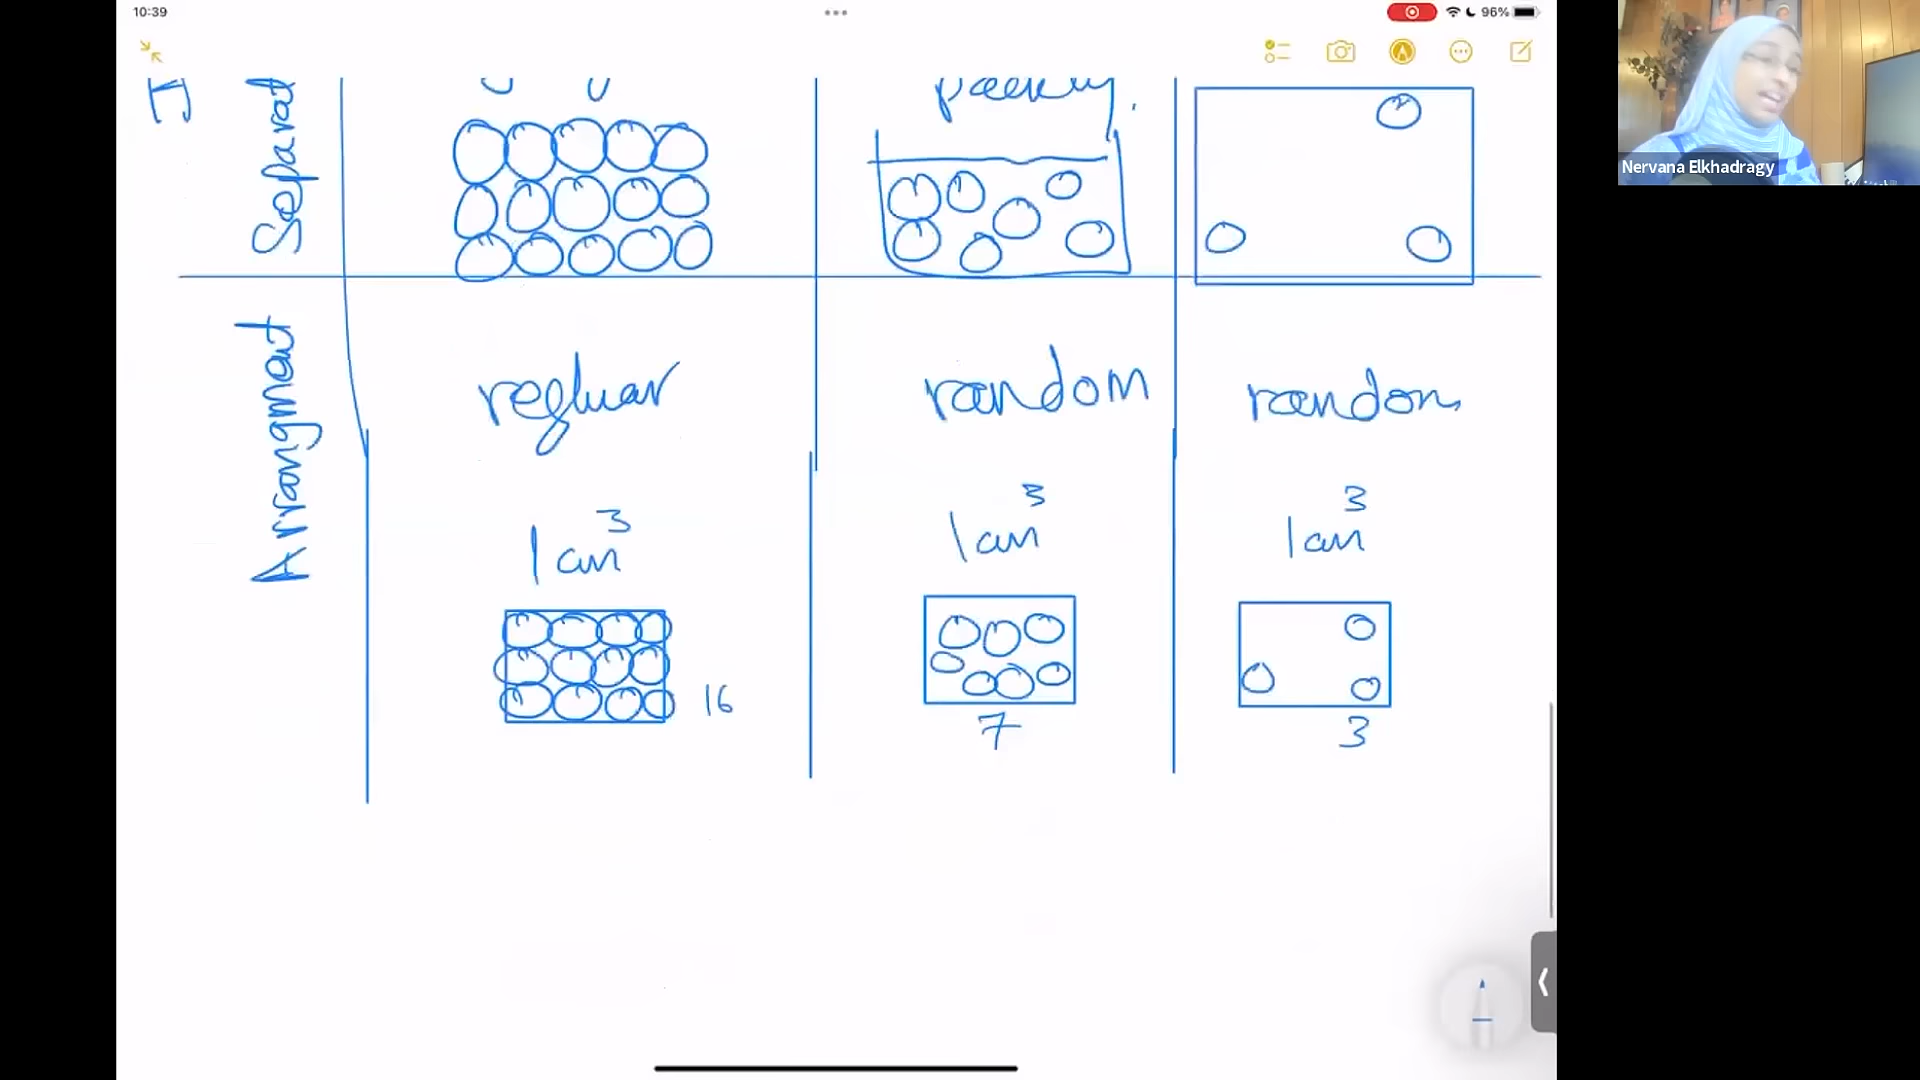 10:39
96%
Nervana Elkhadragy
Separat
regluar
random
random
Arrangment
1 cm³
1 cm³
1 cm³
16
7
3